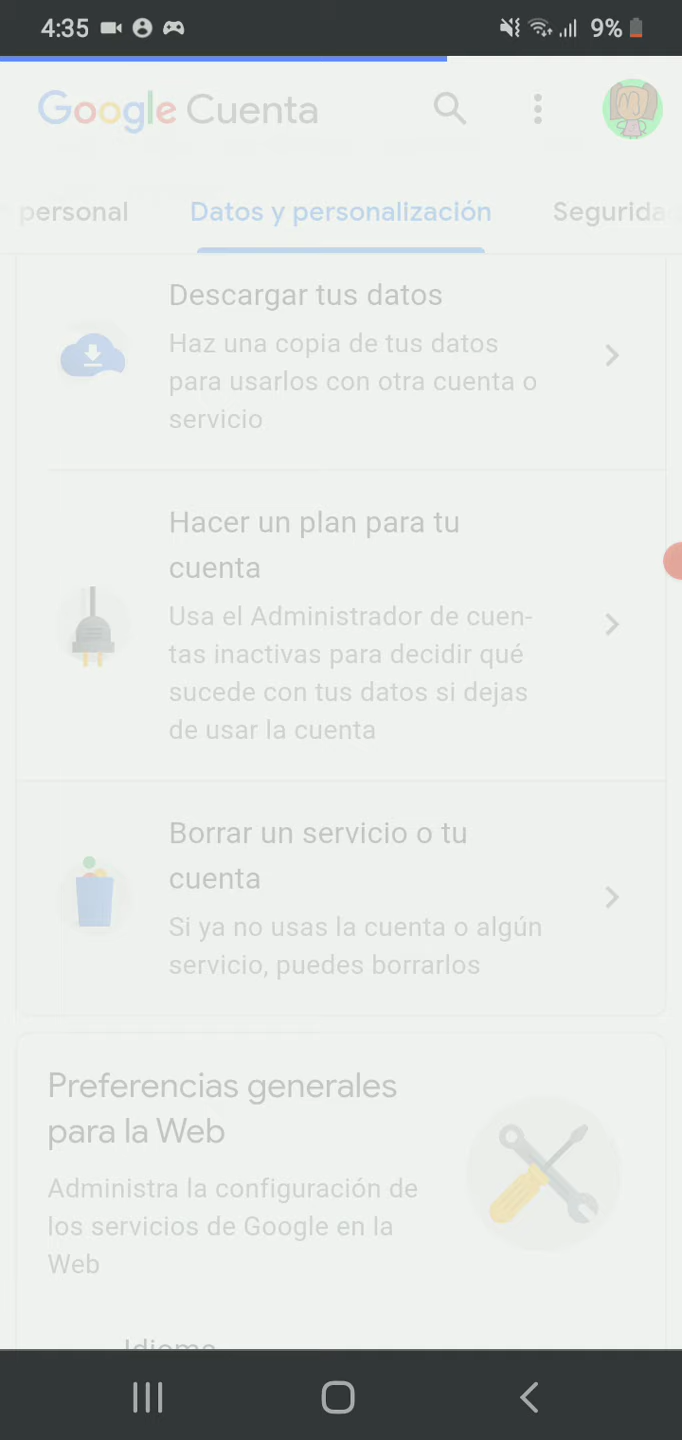 4:35
9%
Google Cuenta
personal
Datos y personalización
Segurida
Descargar tus datos
Haz una copia de tus datos
para usarlos con otra cuenta o
servicio
Hacer un plan para tu
cuenta
Usa el Administrador de cuen-
tas inactivas para decidir qué
sucede con tus datos si dejas
de usar la cuenta
Borrar un servicio o tu
cuenta
Si ya no usas la cuenta o algún
servicio, puedes borrarlos
Preferencias generales
para la Web
Administra la configuración de
los servicios de Google en la
Web
Idioma